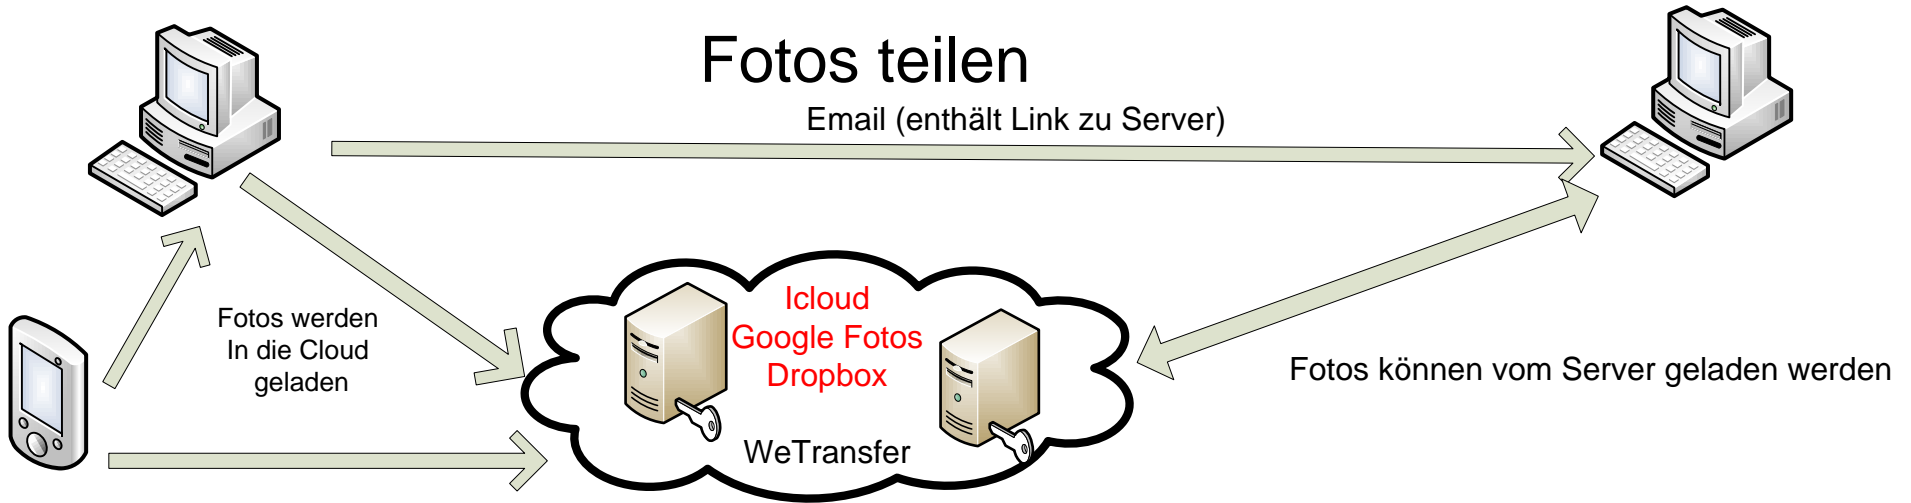 Fotos teilen
Email (enthält Link zu Server)
Fotos werden
In die Cloud
geladen
Icloud
Google Fotos
Dropbox
WeTransfer
Fotos können vom Server geladen werden